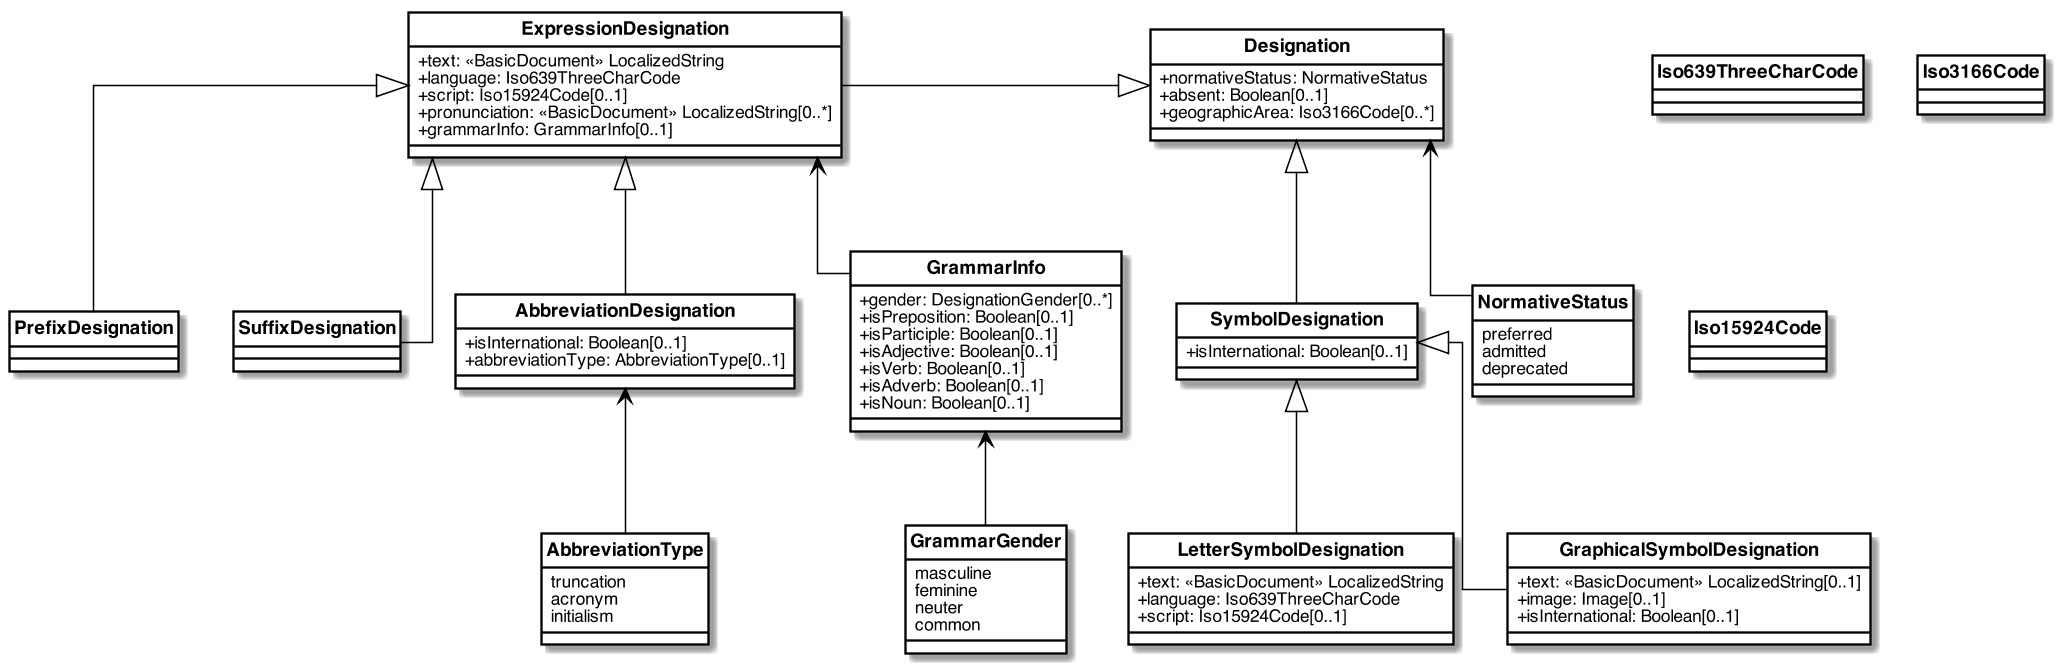 ExpressionDesignation
+text: «BasicDocument» LocalizedString
+language: Iso639ThreeCharCode
+script: Iso15924Code[0..1]
+pronunciation: «BasicDocument» LocalizedString[0..*]
+grammarInfo: GrammarInfo[0..1]
Designation
+normativeStatus: NormativeStatus
+absent: Boolean[0..1]
+geographicArea: Iso3166Code[0..*]
Iso639ThreeCharCode
Iso3166Code
PrefixDesignation
SuffixDesignation
AbbreviationDesignation
+isInternational: Boolean[0..1]
+abbreviationType: AbbreviationType[0..1]
GrammarInfo
+gender: DesignationGender[0..*]
+isPreposition: Boolean[0..1]
+isParticiple: Boolean[0..1]
+isAdjective: Boolean[0..1]
+isVerb: Boolean[0..1]
+isAdverb: Boolean[0..1]
+isNoun: Boolean[0..1]
SymbolDesignation
+isInternational: Boolean[0..1]
NormativeStatus
preferred
admitted
deprecated
Iso15924Code
AbbreviationType
truncation
acronym
initialism
GrammarGender
masculine
feminine
neuter
common
LetterSymbolDesignation
+text: «BasicDocument» LocalizedString
+language: Iso639ThreeCharCode
+script: Iso15924Code[0..1]
GraphicalSymbolDesignation
+text: «BasicDocument» LocalizedString[0..1]
+image: Image[0..1]
+isInternational: Boolean[0..1]